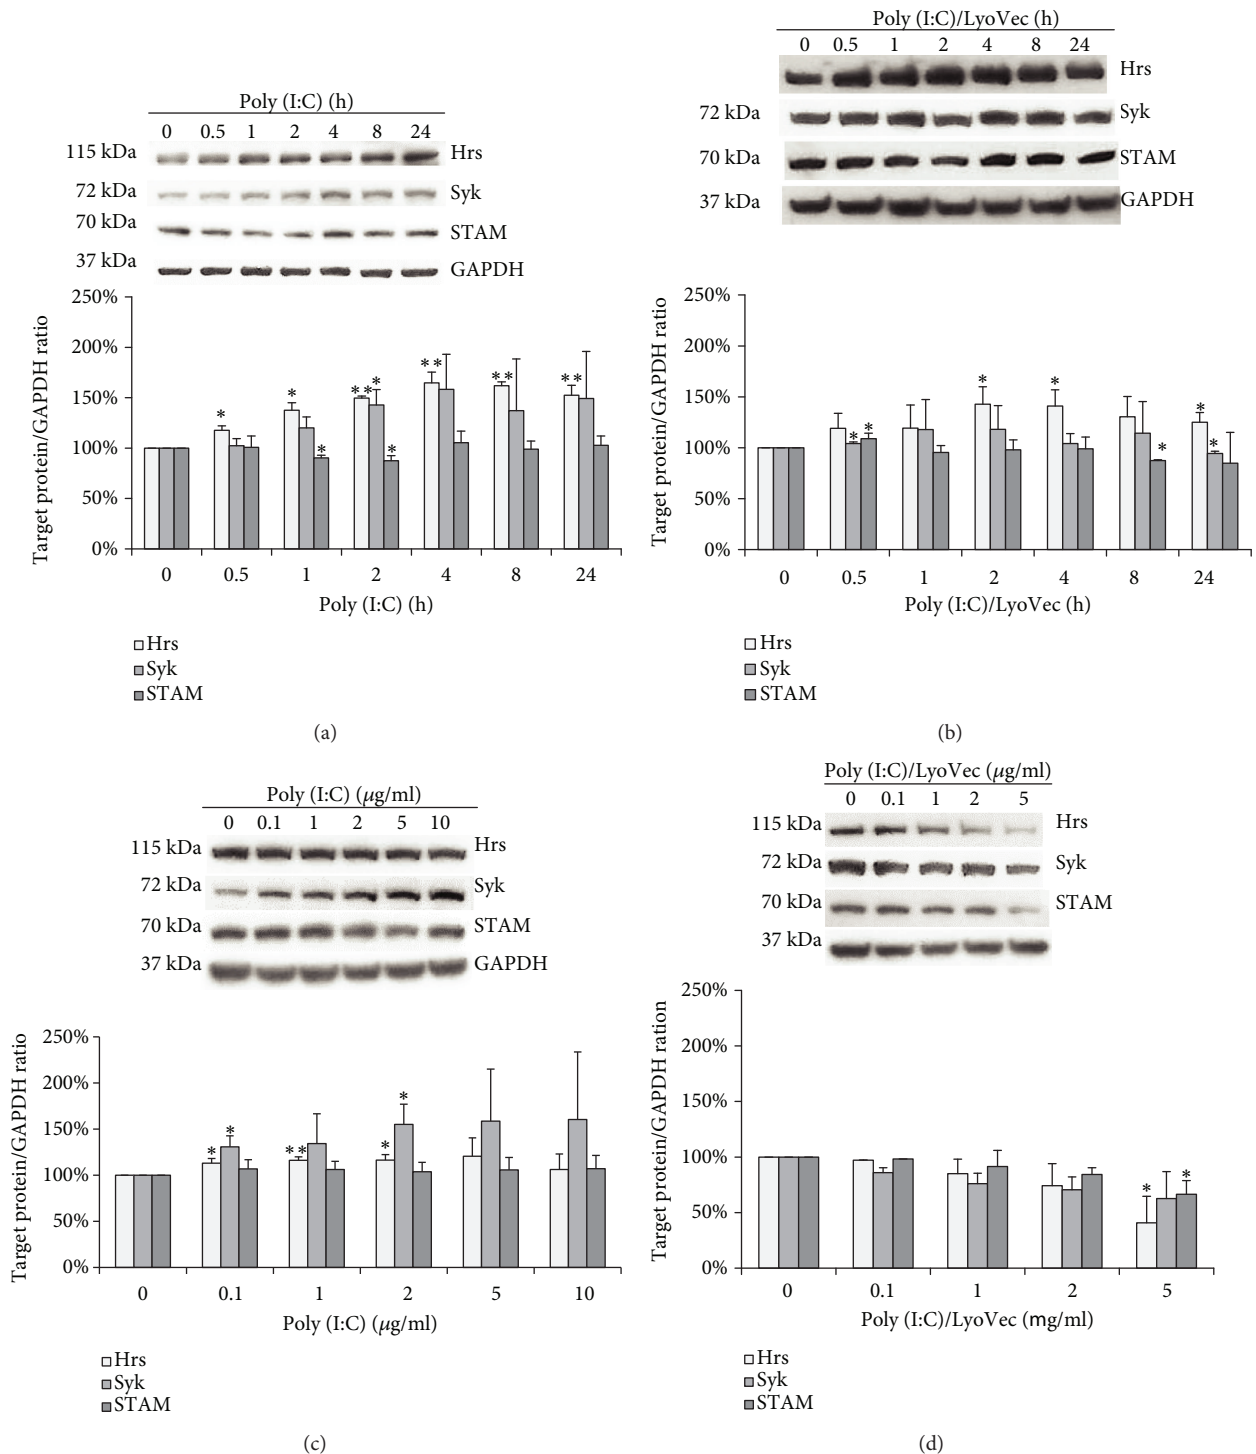 Poly (I:C) (h)
0 0.5 1 2 4 8 24
115 kDa Hrs
72 kDa Syk
70 kDa STAM
37 kDa GAPDH
250%
200%
150%
100%
50%
0%
Target protein/GAPDH ratio
* * ** * ** ** **
* *
0 0.5 1 2 4 8 24
Poly (I:C) (h)
Hrs
Syk
STAM
(a)
Poly (I:C)/LyoVec (h)
0 0.5 1 2 4 8 24
Hrs
72 kDa Syk
70 kDa STAM
37 kDa GAPDH
250%
200%
150%
100%
50%
0%
Target protein/GAPDH ratio
* * * * * * *
0 0.5 1 2 4 8 24
Poly (I:C)/LyoVec (h)
Hrs
Syk
STAM
(b)
Poly (I:C) (μg/ml)
0 0.1 1 2 5 10
115 kDa Hrs
72 kDa Syk
70 kDa STAM
37 kDa GAPDH
250%
200%
150%
100%
50%
0%
Target protein/GAPDH ratio
* * ** * *
0 0.1 1 2 5 10
Poly (I:C) (μg/ml)
Hrs
Syk
STAM
(c)
Poly (I:C)/LyoVec (μg/ml)
0 0.1 1 2 5
115 kDa Hrs
72 kDa Syk
70 kDa STAM
37 kDa
250%
200%
150%
100%
50%
0%
Target protein/GAPDH ration
* *
0 0.1 1 2 5
Poly (I:C)/LyoVec (mg/ml)
Hrs
Syk
STAM
(d)